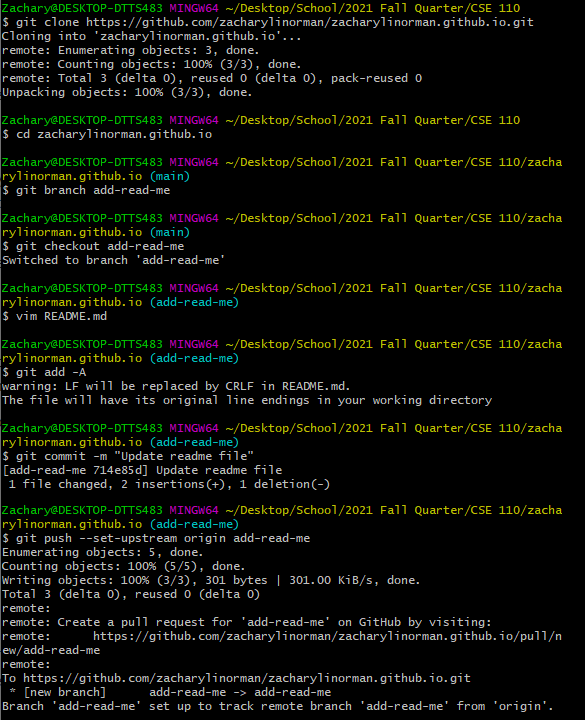 Zachary@DESKTOP-DTTS483 MINGW64 ~/Desktop/School/2021 Fall Quarter/CSE 110
$ git clone https://github.com/zacharylinorman/zacharylinorman.github.io.git
Cloning into 'zacharylinorman.github.io'...
remote: Enumerating objects: 3, done.
remote: Counting objects: 100% (3/3), done.
remote: Total 3 (delta 0), reused 0 (delta 0), pack-reused 0
Unpacking objects: 100% (3/3), done.
Zachary@DESKTOP-DTTS483 MINGW64 ~/Desktop/School/2021 Fall Quarter/CSE 110
$ cd zacharylinorman.github.io
Zachary@DESKTOP-DTTS483 MINGW64 ~/Desktop/School/2021 Fall Quarter/CSE 110/zacha
rylinorman.github.io (main)
$ git branch add-read-me
Zachary@DESKTOP-DTTS483 MINGW64 ~/Desktop/School/2021 Fall Quarter/CSE 110/zacha
rylinorman.github.io (main)
$ git checkout add-read-me
Switched to branch 'add-read-me'
Zachary@DESKTOP-DTTS483 MINGW64 ~/Desktop/School/2021 Fall Quarter/CSE 110/zacha
rylinorman.github.io (add-read-me)
$ vim README.md
Zachary@DESKTOP-DTTS483 MINGW64 ~/Desktop/School/2021 Fall Quarter/CSE 110/zacha
rylinorman.github.io (add-read-me)
$ git add -A
warning: LF will be replaced by CRLF in README.md.
The file will have its original line endings in your working directory
Zachary@DESKTOP-DTTS483 MINGW64 ~/Desktop/School/2021 Fall Quarter/CSE 110/zacha
rylinorman.github.io (add-read-me)
$ git commit -m "Update readme file"
[add-read-me 714e85d] Update readme file
1 file changed, 2 insertions(+), 1 deletion(-)
Zachary@DESKTOP-DTTS483 MINGW64 ~/Desktop/School/2021 Fall Quarter/CSE 110/zacha
rylinorman.github.io (add-read-me)
$ git push --set-upstream origin add-read-me
Enumerating objects: 5, done.
Counting objects: 100% (5/5), done.
Writing objects: 100% (3/3), 301 bytes | 301.00 KiB/s, done.
Total 3 (delta 0), reused 0 (delta 0)
remote:
remote: Create a pull request for 'add-read-me' on GitHub by visiting:
remote:      https://github.com/zacharylinorman/zacharylinorman.github.io/pull/n
ew/add-read-me
remote:
To https://github.com/zacharylinorman/zacharylinorman.github.io.git
* [new branch]      add-read-me -> add-read-me
Branch 'add-read-me' set up to track remote branch 'add-read-me' from 'origin'.